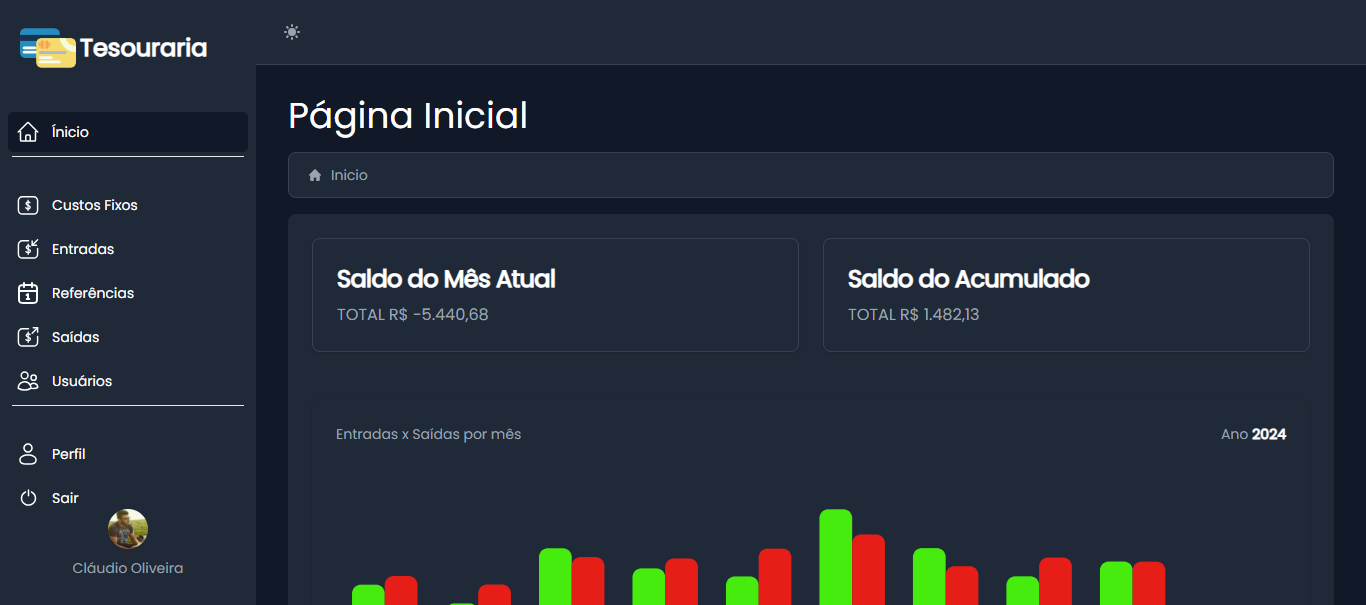 Tesouraria
Ínicio
Custos Fixos
Entradas
Referências
Saídas
Usuários
Perfil
Sair
Cláudio Oliveira
Página Inicial
Inicio
Saldo do Mês Atual
TOTAL R$ -5.440,68
Saldo do Acumulado
TOTAL R$ 1.482,13
Entradas x Saídas por mês
Ano 2024